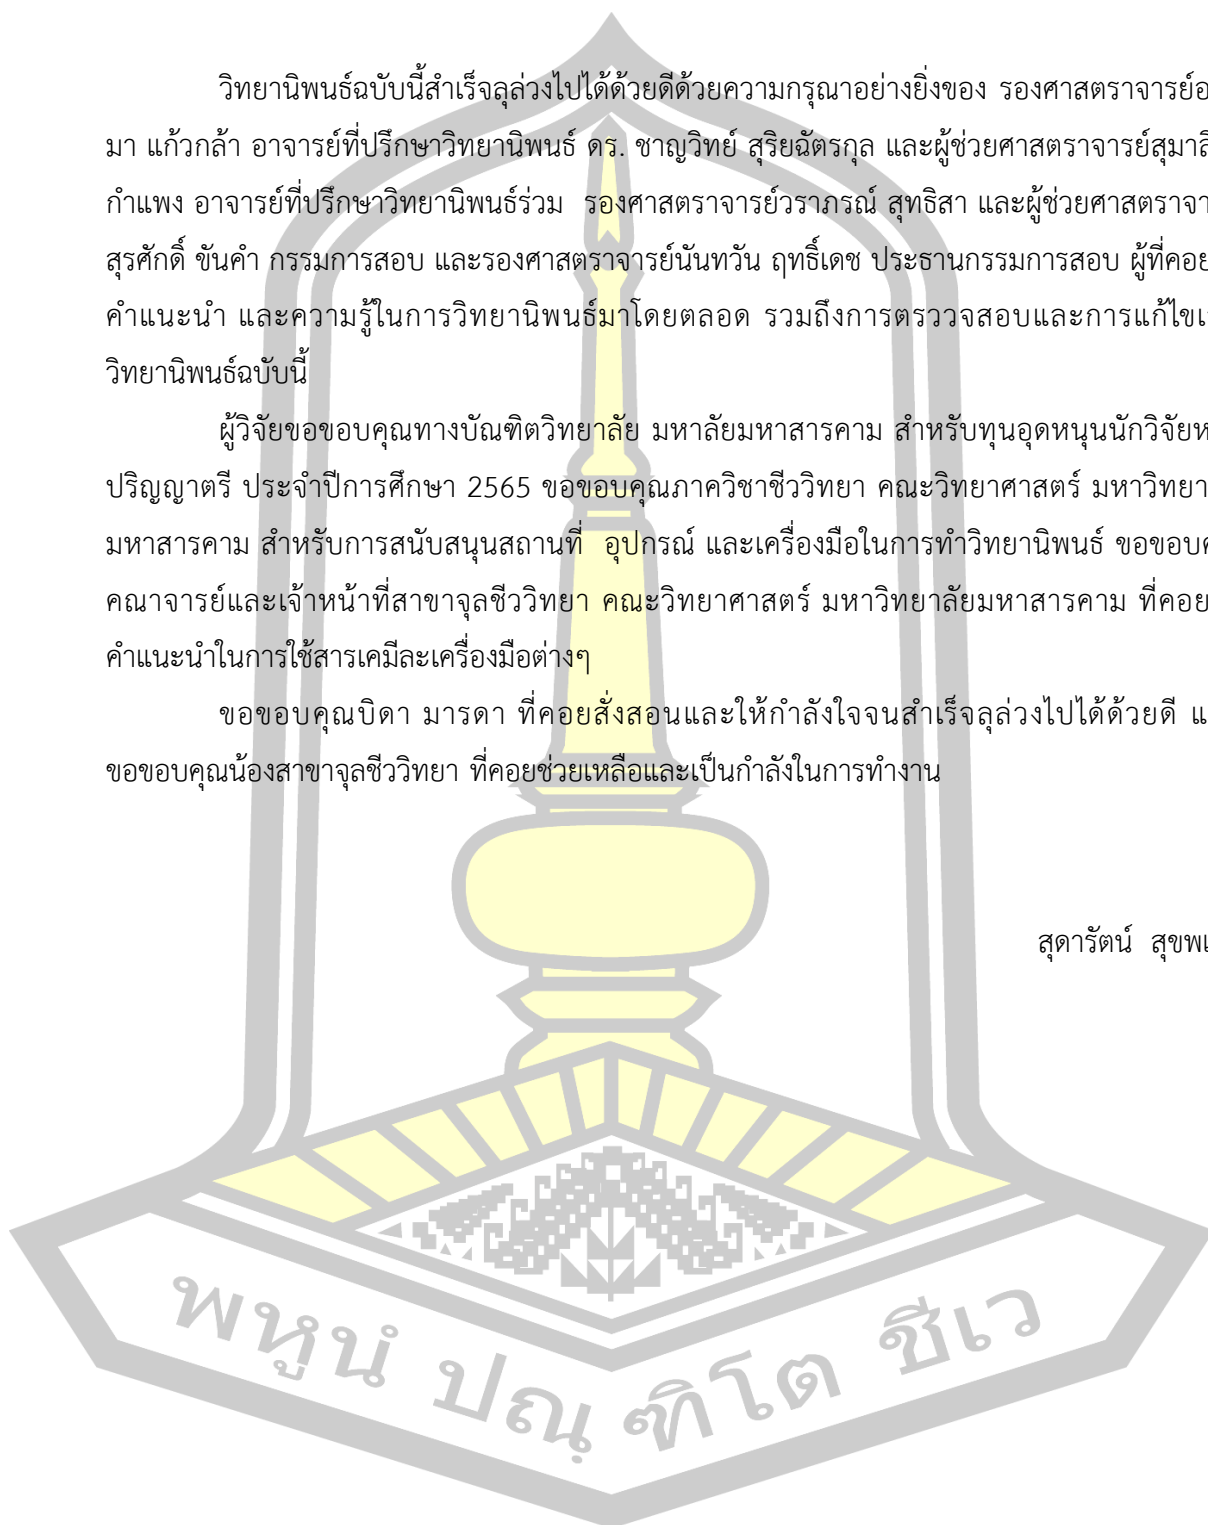 วิทยานิพนธ์ฉบับนี้สำเร็จลุล่วงไปได้ด้วยดีด้วยความกรุณาอย่างยิ่งของ รองศาสตราจารย์อ
มา แก้วกล้า อาจารย์ที่ปรึกษาวิทยานิพนธ์ ดร. ชาญวิทย์ สุริยฉัตรกุล และผู้ช่วยศาสตราจารย์สุมาลี
กำแพง อาจารย์ที่ปรึกษาวิทยานิพนธ์ร่วม รองศาสตราจารย์วราภรณ์ สุทธิสา และผู้ช่วยศาสตราจา
สุรศักดิ์ ขันคำ กรรมการสอบ และรองศาสตราจารย์นันทวัน ฤทธิ์เดช ประธานกรรมการสอบ ผู้ที่คอย
คำแนะนำ และความรู้ในการวิทยานิพนธ์มาโดยตลอด รวมถึงการตรววจสอบและการแก้ไข
วิทยานิพนธ์ฉบับนี้
ผู้วิจัยขอขอบคุณทางบัณฑิตวิทยาลัย มหาลัยมหาสารคาม สำหรับทุนอุดหนุนนักวิจัย
ปริญญาตรี ประจำปีการศึกษา 2565 ขอขอบคุณภาควิชาชีววิทยา คณะวิทยาศาสตร์ มหาวิทยา
มหาสารคาม สำหรับการสนับสนุนสถานที่ อุปกรณ์ และเครื่องมือในการทำวิทยานิพนธ์ ขอขอบ
คณาจารย์และเจ้าหน้าที่สาขาจุลชีววิทยา คณะวิทยาศาสตร์ มหาวิทยาลัยมหาสารคาม ที่คอย
คำแนะนำในการใช้สารเคมีละเครื่องมือต่างๆ
ขอขอบคุณบิดา มารดา ที่คอยสั่งสอนและให้กำลังใจจนสำเร็จลุล่วงไปได้ด้วยดี แ
ขอขอบคุณน้องสาขาจุลชีววิทยา ที่คอยช่วยเหลือและเป็นกำลังในการทำงาน
สุดารัตน์ สุขพ
พหูนํ ปณฺ ฑิโต ชีเว